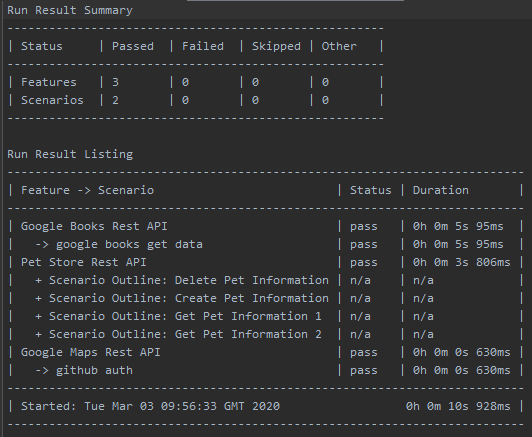 Run Result Summary
------------------------------------------------------
| Status     | Passed  | Failed  | Skipped | Other   |
------------------------------------------------------
| Features   | 3       | 0       | 0       | 0       |
| Scenarios  | 2       | 0       | 0       | 0       |
------------------------------------------------------
Run Result Listing
--------------------------------------------------------------------------
| Feature -> Scenario                          | Status | Duration       |
--------------------------------------------------------------------------
| Google Books Rest API                        | pass   | 0h 0m 5s 95ms  |
|   -> google books get data                   | pass   | 0h 0m 5s 95ms  |
| Pet Store Rest API                           | pass   | 0h 0m 3s 806ms |
|   + Scenario Outline: Delete Pet Information | n/a    | n/a            |
|   + Scenario Outline: Create Pet Information | n/a    | n/a            |
|   + Scenario Outline: Get Pet Information 1  | n/a    | n/a            |
|   + Scenario Outline: Get Pet Information 2  | n/a    | n/a            |
| Google Maps Rest API                         | pass   | 0h 0m 0s 630ms |
|   -> github auth                             | pass   | 0h 0m 0s 630ms |
--------------------------------------------------------------------------
| Started: Tue Mar 03 09:56:33 GMT 2020                 0h 0m 10s 928ms |
--------------------------------------------------------------------------